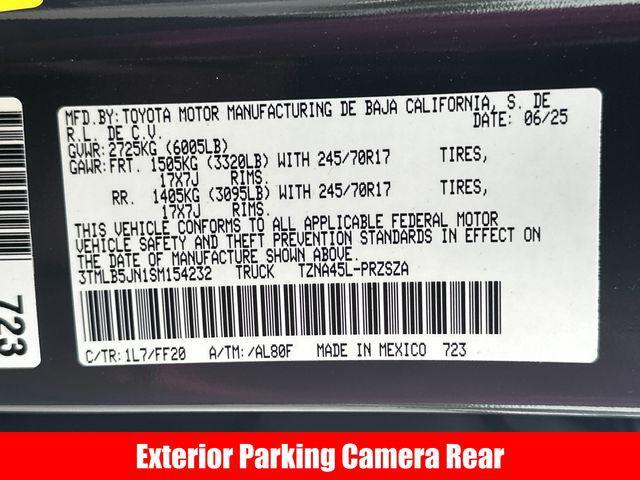 MFD.BY: TOYOTA MOTOR MANUFACTURING DE BAJA CALIFORNIA, S. DE
R.L. DE C.V. DATE: 06/25
GVWR: 2725KG (6005LB)
GAWR: FRT. 1505KG (3320LB) WITH 245/70R17 TIRES,
17X7J RIMS.
RR. 1405KG (3095LB) WITH 245/70R17 TIRES,
17X7J RIMS.
THIS VEHICLE CONFORMS TO ALL APPLICABLE FEDERAL MOTOR
VEHICLE SAFETY AND THEFT PREVENTION STANDARDS IN EFFECT ON
THE DATE OF MANUFACTURE SHOWN ABOVE.
3TMLB5JN1SM154232 TRUCK TZNA45L-PRZSZA
C/TR: 1L7/FF20 A/TM: /AL80F MADE IN MEXICO 723
723
Exterior Parking Camera Rear